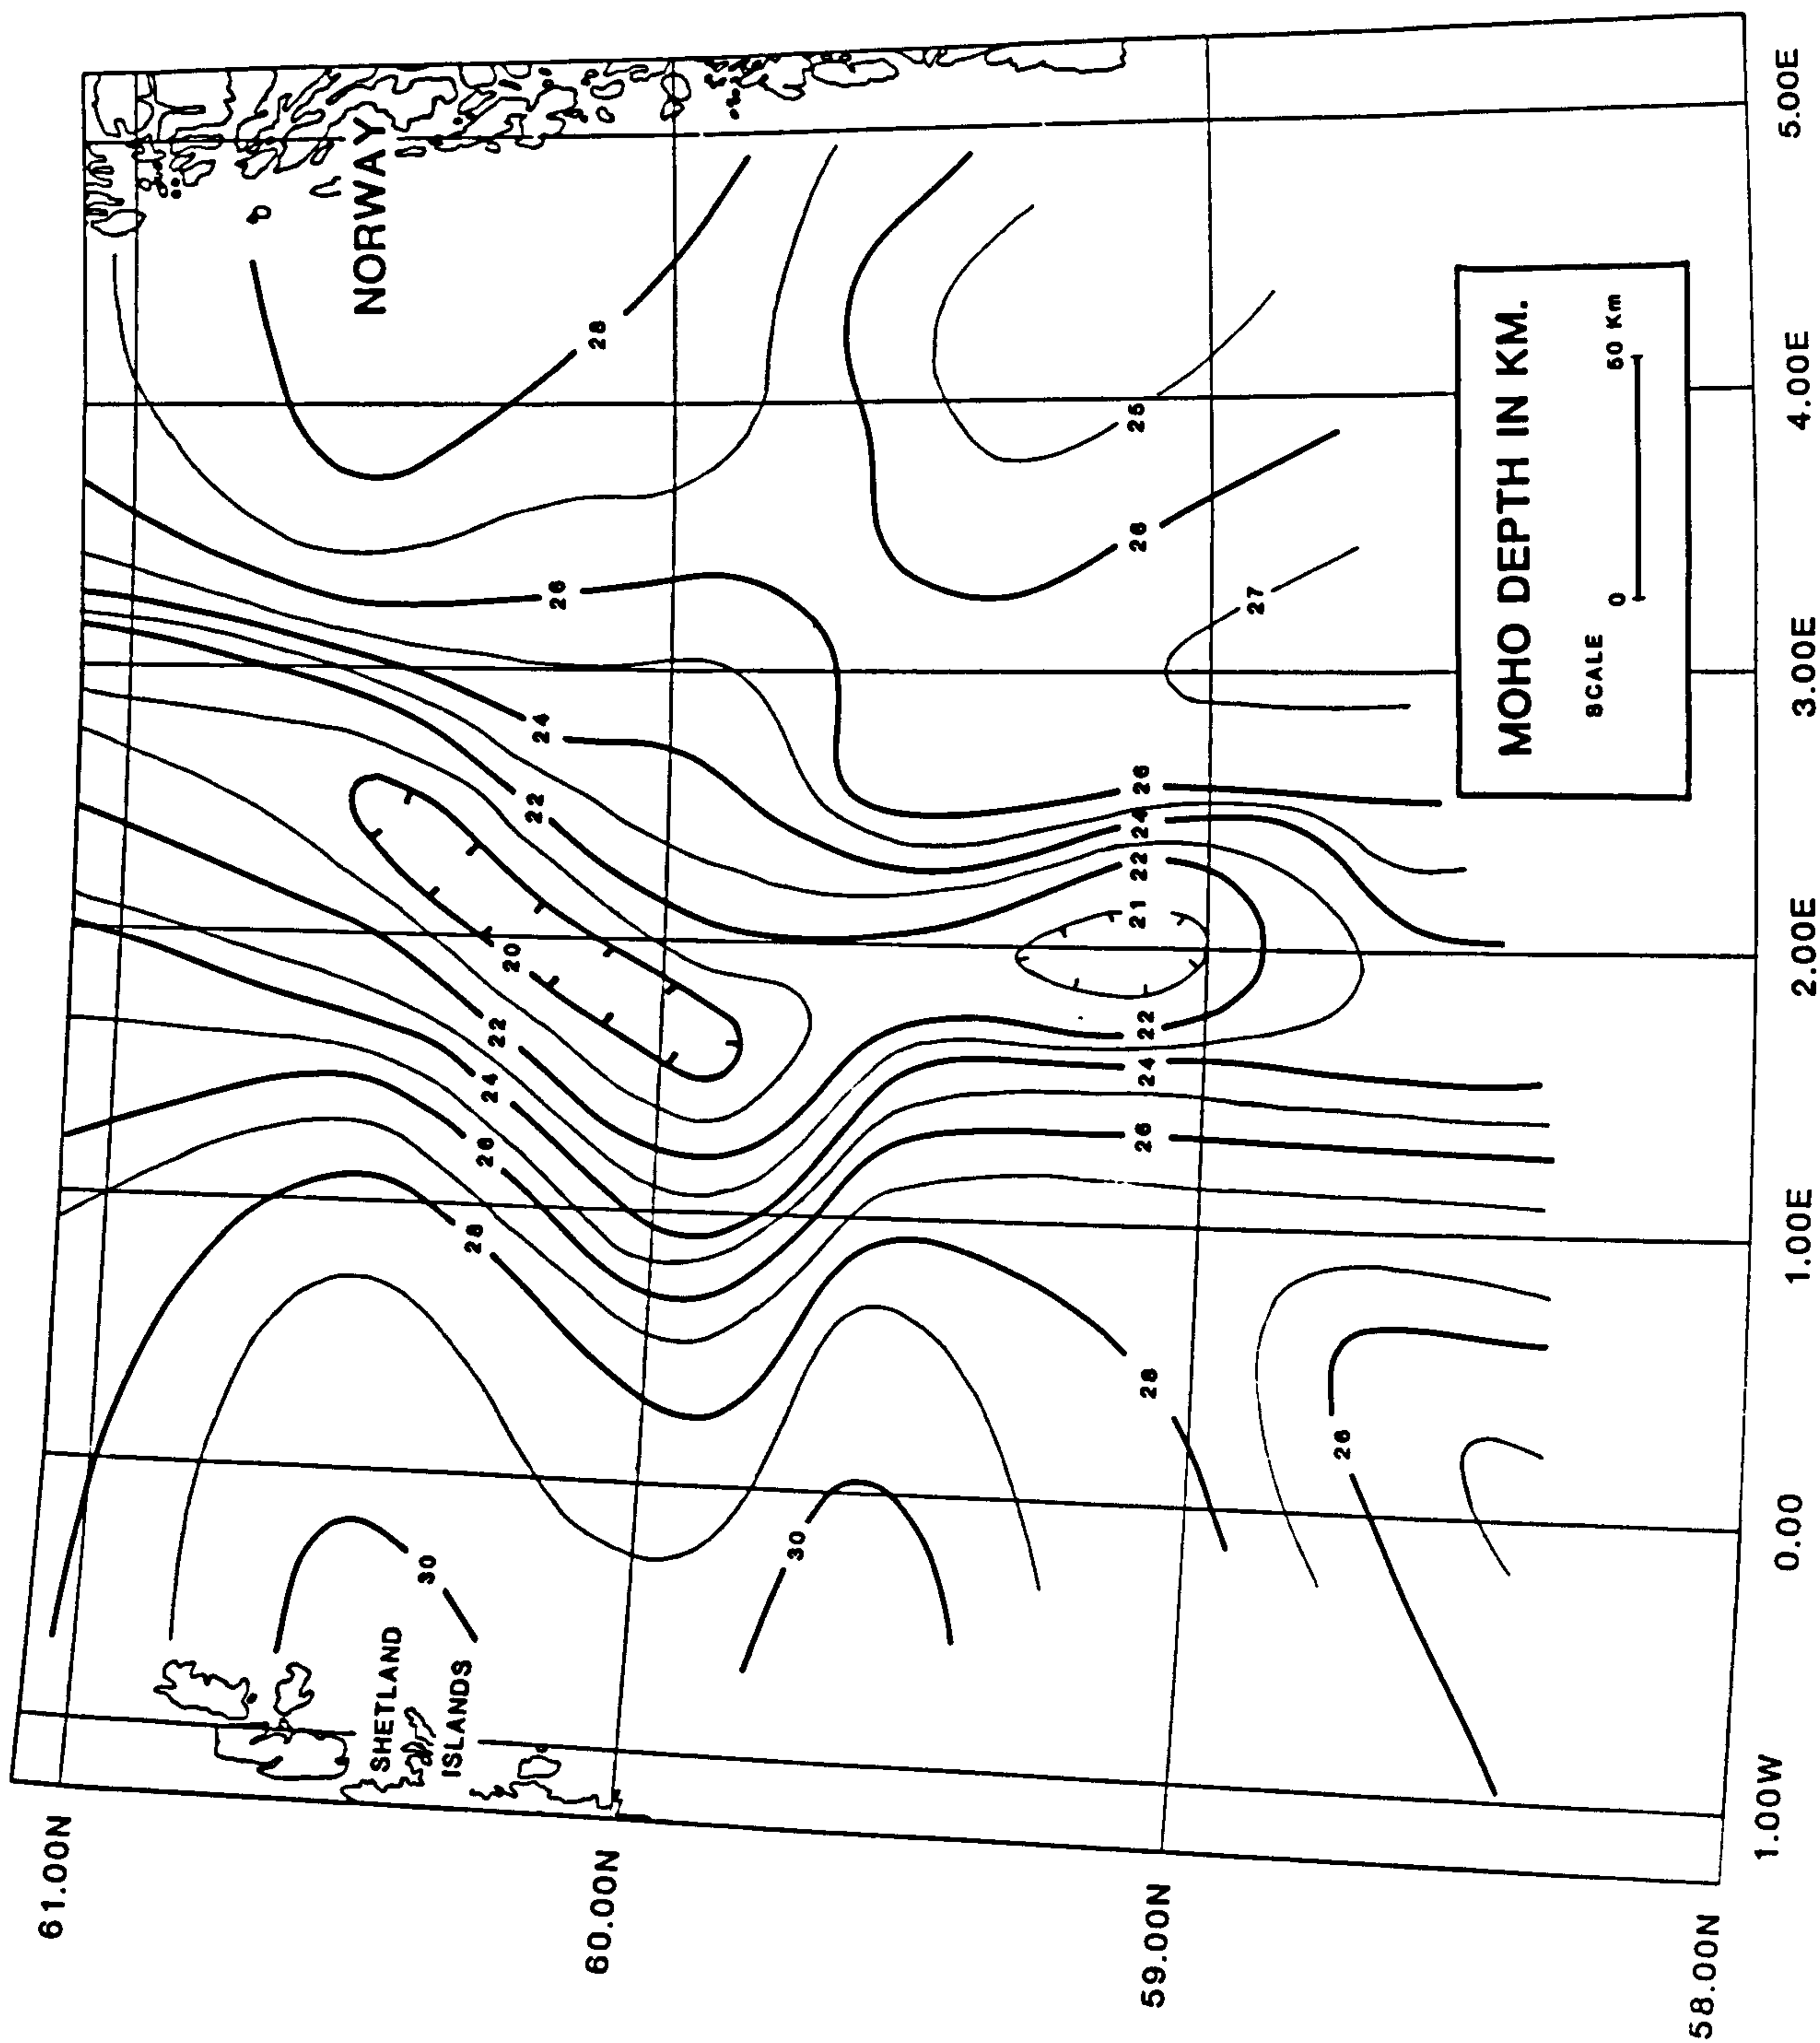 61.00N
60.00N
59.00N
58.00N
1.00W
0.00
1.00E
2.00E
3.00E
4.00E
5.00E
SHETLAND
ISLANDS
NORWAY
30
30
28
28
26
26
26
24
24
22
22
20
21
22
22
24
24
26
26
26
25
27
28
MOHO DEPTH IN KM.
SCALE
0
50 Km